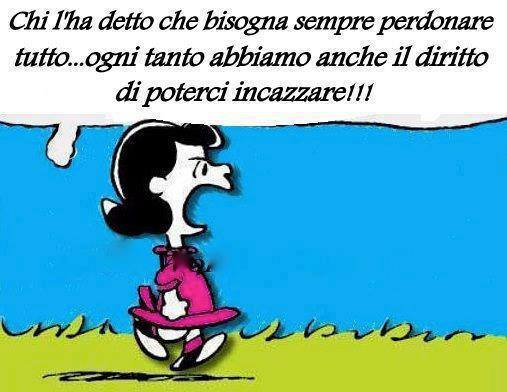 Chi l'ha detto che bisogna sempre perdonare
tutto...ogni tanto abbiamo anche il diritto
di poterci incazzare!!!